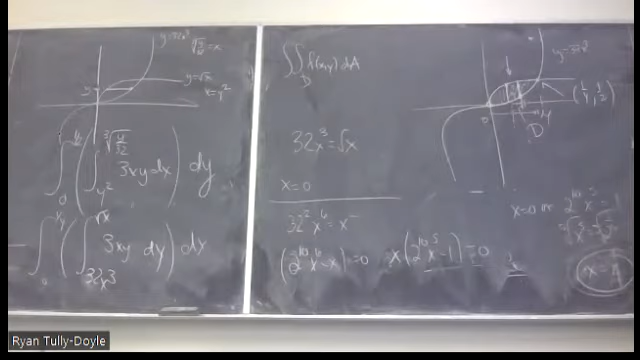 y=32x³ ∛(y/32)=x
y=√x
x=y²
∫₀^{1/2} ( ∫_{y²}^{∛(y/32)} 3xy dx ) dy
∫₀^{1/4} ( ∫_{32x³}^{√x} 3xy dy ) dx
∬_D f(x,y) dA
32x³=√x
x=0
32²x⁶=x
(2¹⁰x⁶-x)=0 x(2¹⁰x⁵-1)=0
y=32x³
(1/4, 1/2)
D
x=0 or 2¹⁰x⁵=1
x=1/4
Ryan Tully-Doyle